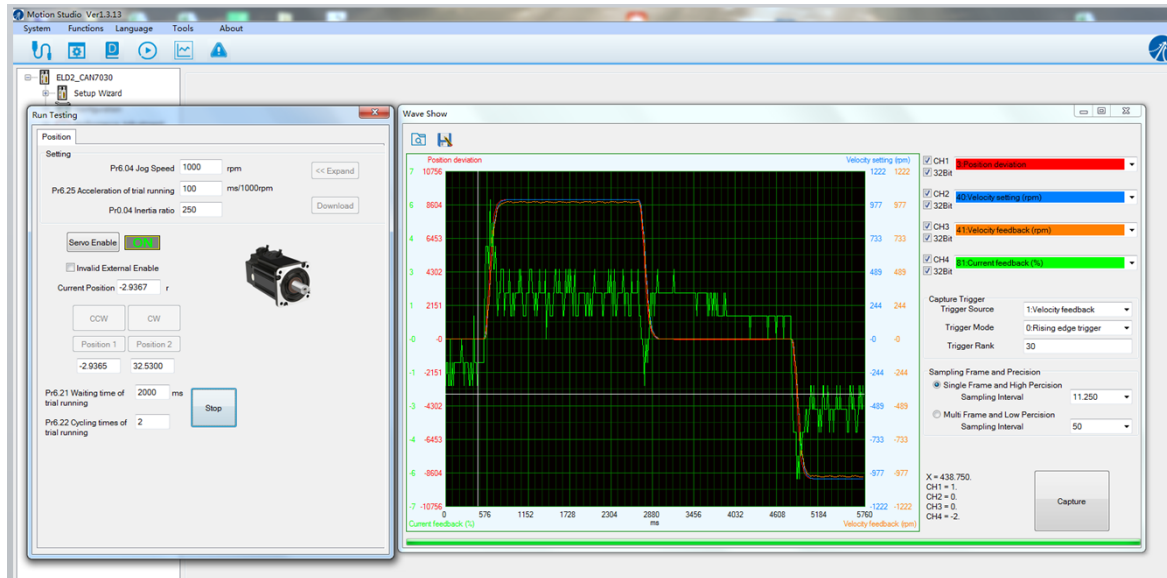 Motion Studio Ver1.3.13
System Functions Language Tools About
ELD2_CAN7030
Setup Wizard
Run Testing
Position
Setting
Pr6.04 Jog Speed 1000 rpm
<< Expand
Pr6.25 Acceleration of trial running 100 ms/1000rpm
Pr0.04 Inertia ratio 250
Download
Servo Enable ON
Invalid External Enable
Current Position -2.9367 r
CCW CW
Position 1 Position 2
-2.9365 32.5300
Pr6.21 Waiting time of
trial running
2000 ms
Stop
Pr6.22 Cycling times of
trial running
2
Wave Show
Position deviation
Velocity setting (rpm)
7 10756 1222 1222
6 8604 977 977
4 6453 733 733
3 4302 489 489
1 2151 244 244
-0 -0 -0 -0
-1 -2151 -244 -244
-3 -4302 -489 -489
-4 -6453 -733 -733
-6 -8604 -977 -977
-7 -10756 -1222 -1222
0 576 1152 1728 2304 2880 3456 4032 4608 5184 5760
Current feedback (%) ms Velocity feedback (rpm)
CH1 3:Position deviation
32Bit
CH2 40:Velocity setting (rpm)
32Bit
CH3 41:Velocity feedback (rpm)
32Bit
CH4 81:Current feedback (%)
32Bit
Capture Trigger
Trigger Source 1:Velocity feedback
Trigger Mode 0:Rising edge trigger
Trigger Rank 30
Sampling Frame and Precision
Single Frame and High Percision
Sampling Interval 11.250
Multi Frame and Low Percision
Sampling Interval 50
X = 438.750.
CH1 = 1.
CH2 = 0.
CH3 = 0.
CH4 = -2.
Capture